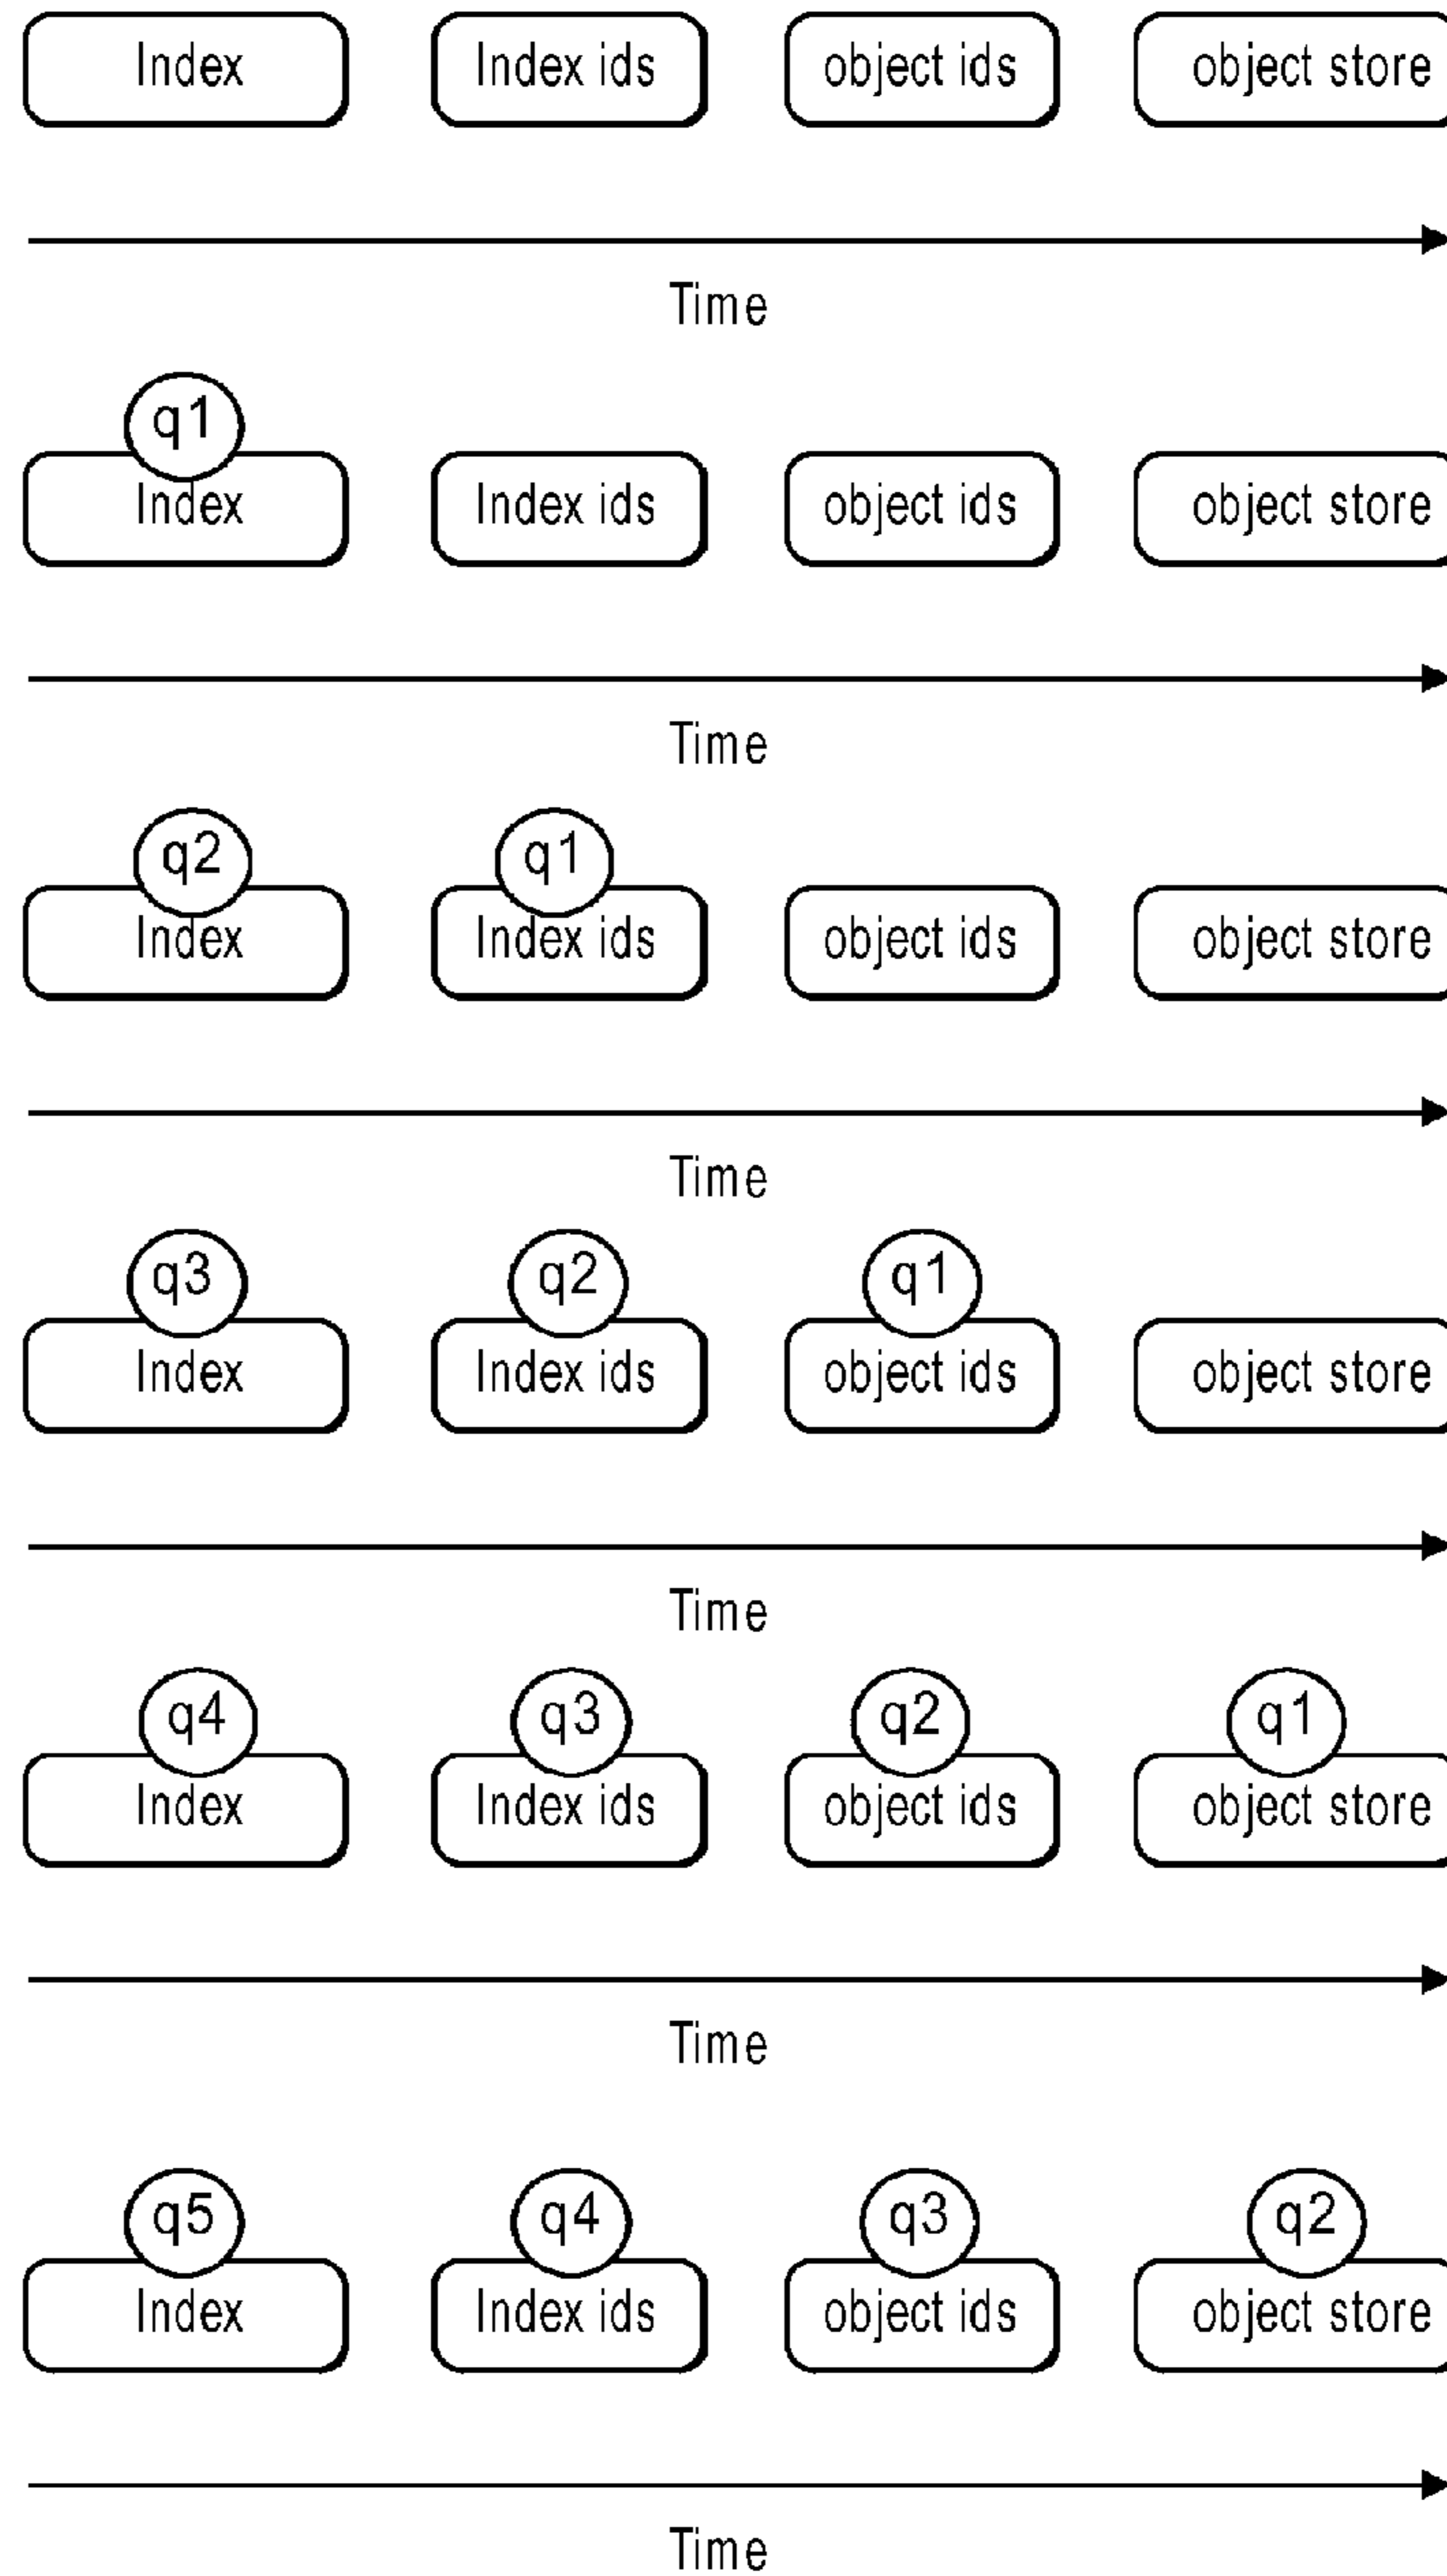 Index Index ids object ids object store
Time
q1
Index Index ids object ids object store
Time
q2 q1
Index Index ids object ids object store
Time
q3 q2 q1
Index Index ids object ids object store
Time
q4 q3 q2 q1
Index Index ids object ids object store
Time
q5 q4 q3 q2
Index Index ids object ids object store
Time